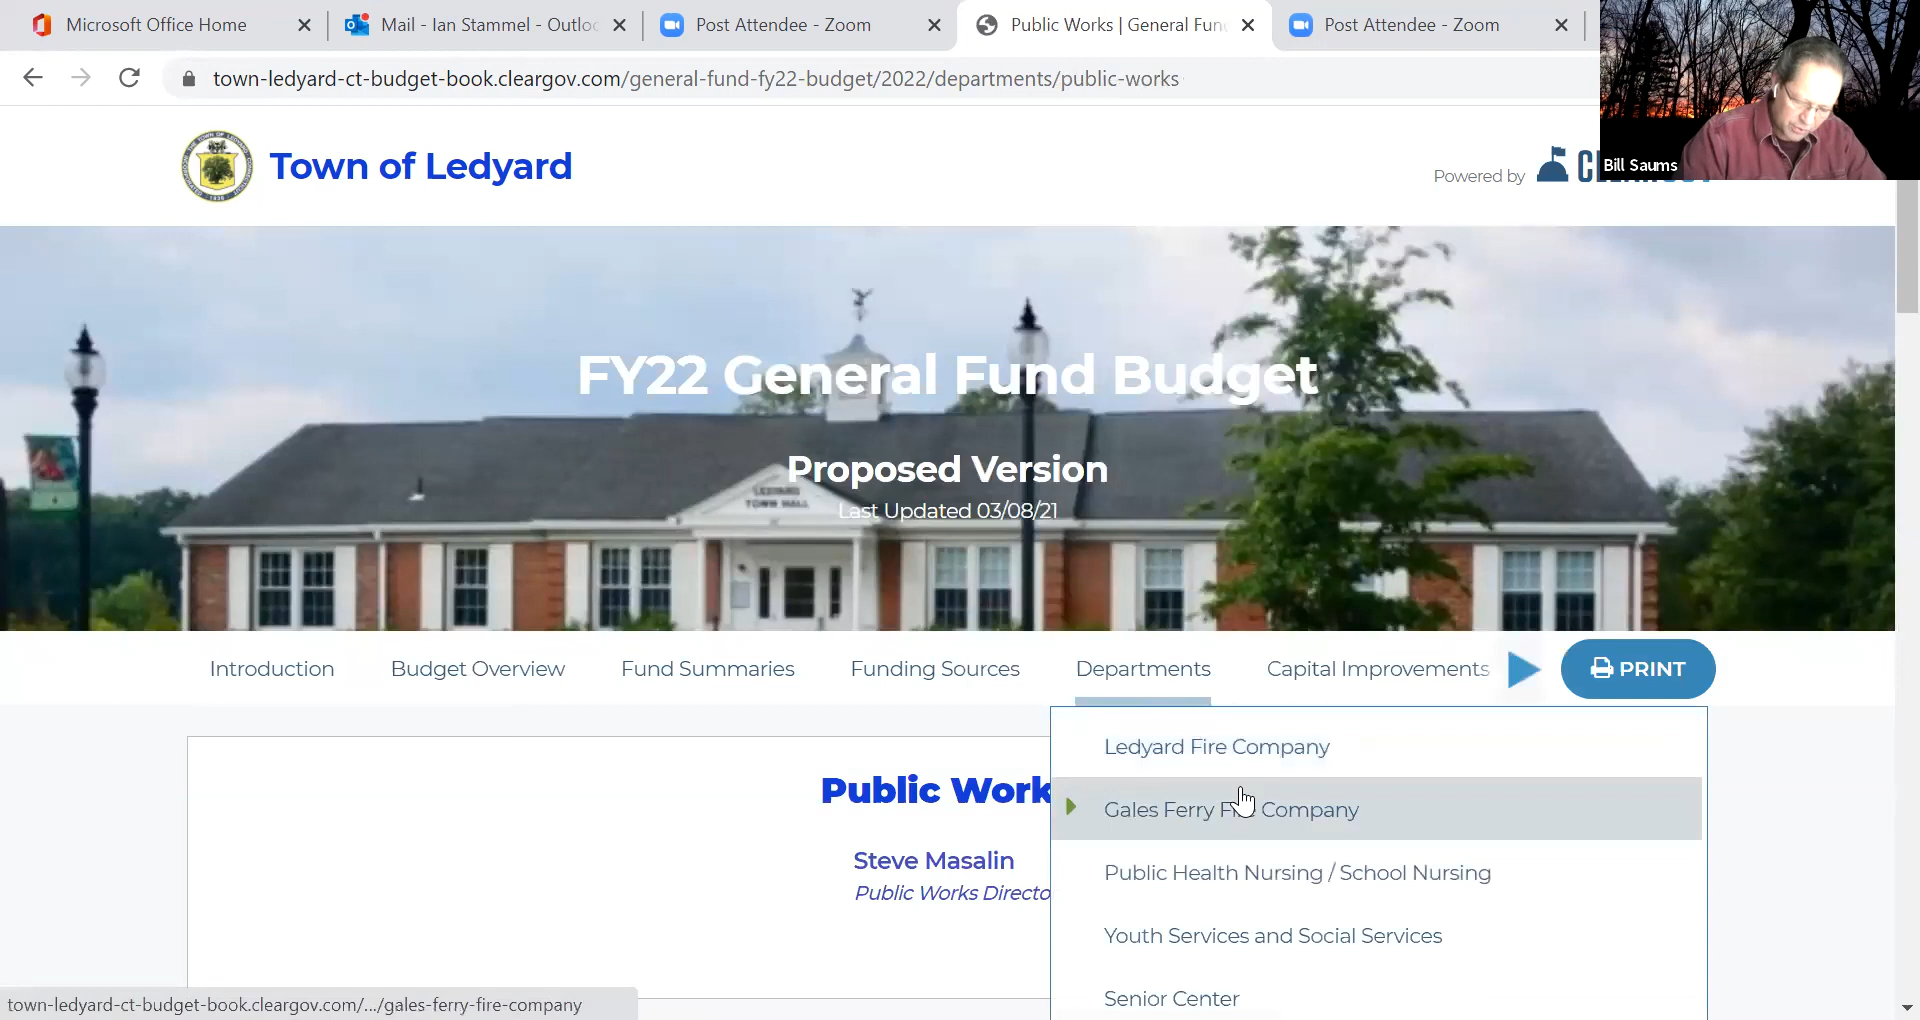 Microsoft Office Home
Mail - Ian Stammel - Outlo
Post Attendee - Zoom
Public Works | General Fun
Post Attendee - Zoom
town-ledyard-ct-budget-book.cleargov.com/general-fund-fy22-budget/2022/departments/public-works
Bill Saums
Town of Ledyard
Powered by
FY22 General Fund Budget
Proposed Version
LEDYARD
TOWN HALL
Last Updated 03/08/21
Introduction
Budget Overview
Fund Summaries
Funding Sources
Departments
Capital Improvements
PRINT
Ledyard Fire Company
Public Work
Gales Ferry Fire Company
Steve Masalin
Public Health Nursing / School Nursing
Public Works Directo
Youth Services and Social Services
Senior Center
town-ledyard-ct-budget-book.cleargov.com/.../gales-ferry-fire-company